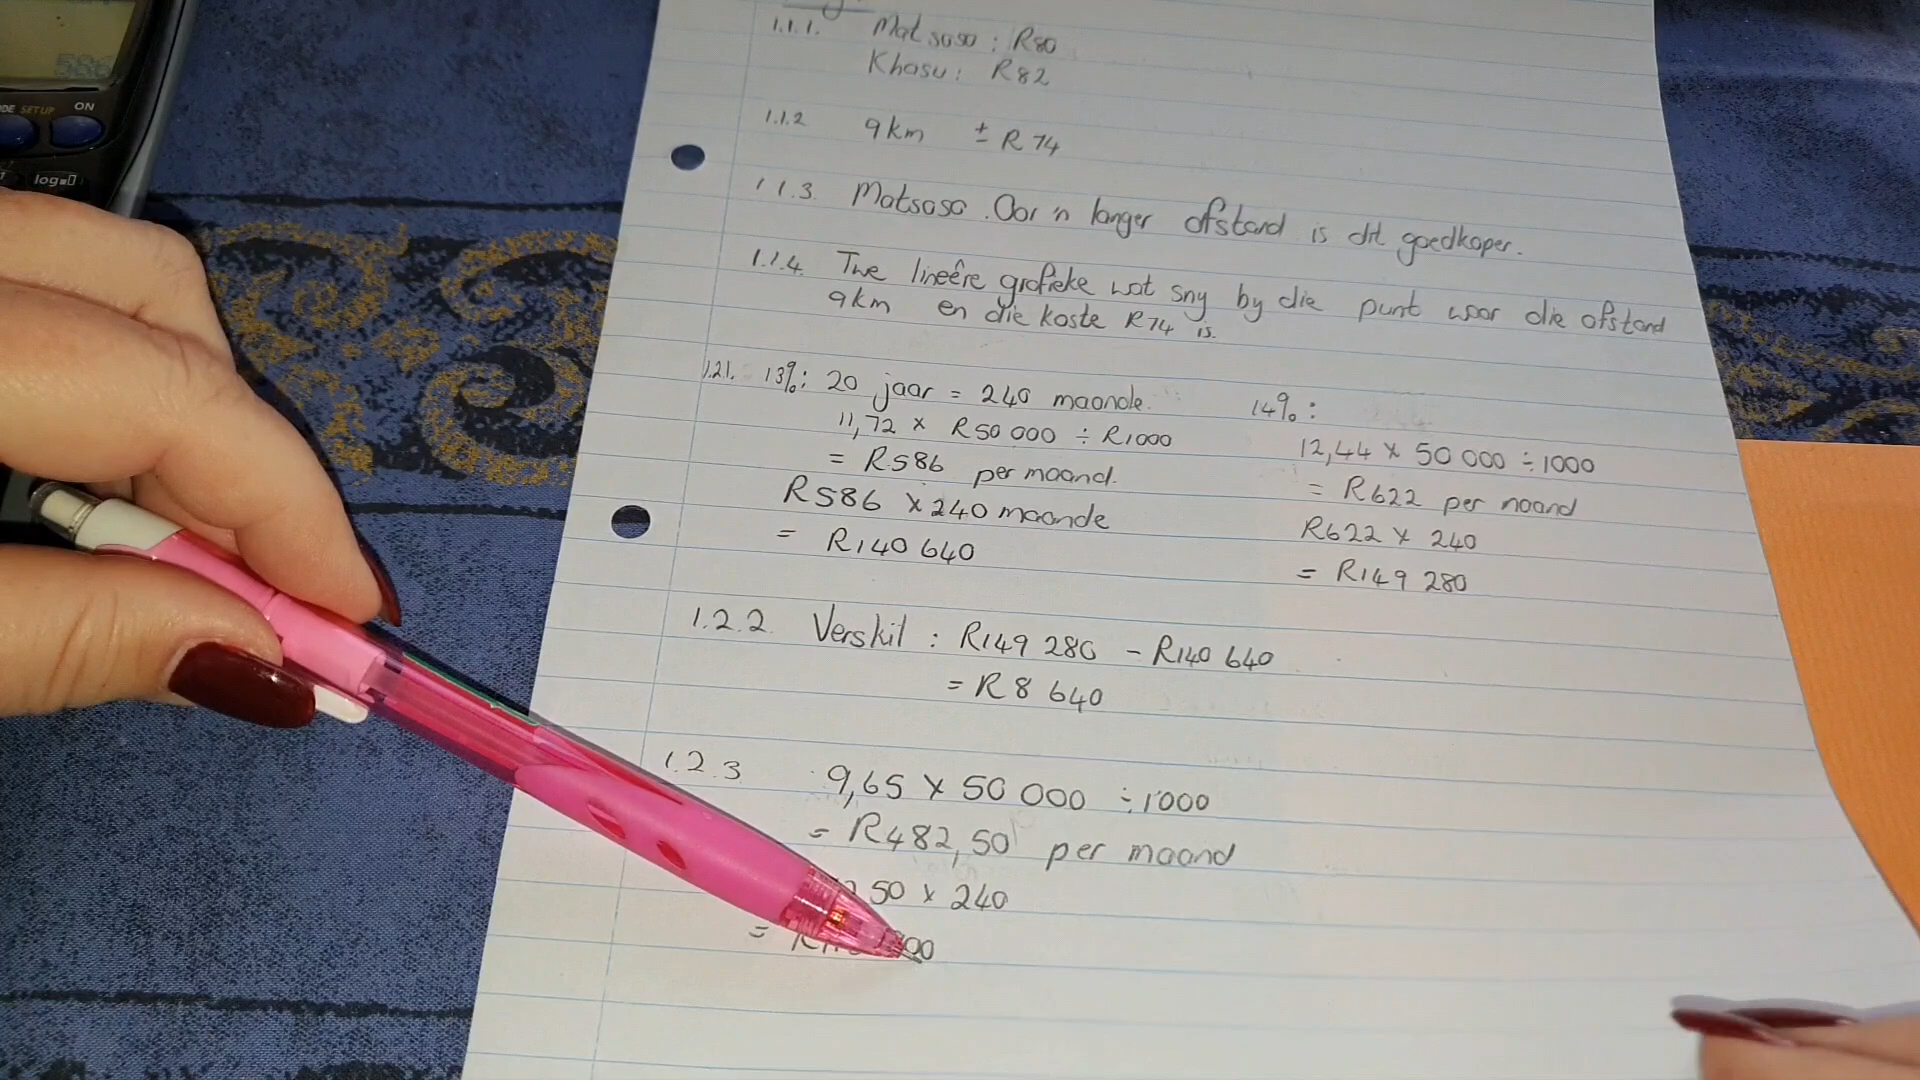 SETUP ON
log
1.1.1. Matsoso : R80
Khasu : R82
1.1.2 9km ± R74
1.1.3. Matsoso . Oor 'n langer afstand is dit goedkoper.
1.1.4. Twe lineêre grafieke wat sny by die punt waar die afstand
9km en die koste R74 is.
1.2.1. 13% : 20 jaar = 240 maande.
11,72 × R50 000 ÷ R1000
= R586 per maand.
R586 × 240 maande
= R140 640
14% :
12,44 × 50 000 ÷ 1000
= R622 per maand
R622 × 240
= R149 280
1.2.2. Verskil : R149 280 - R140 640
= R8 640
1.2.3 9,65 × 50 000 ÷ 1000
= R482,50 per maand
50 × 240
=